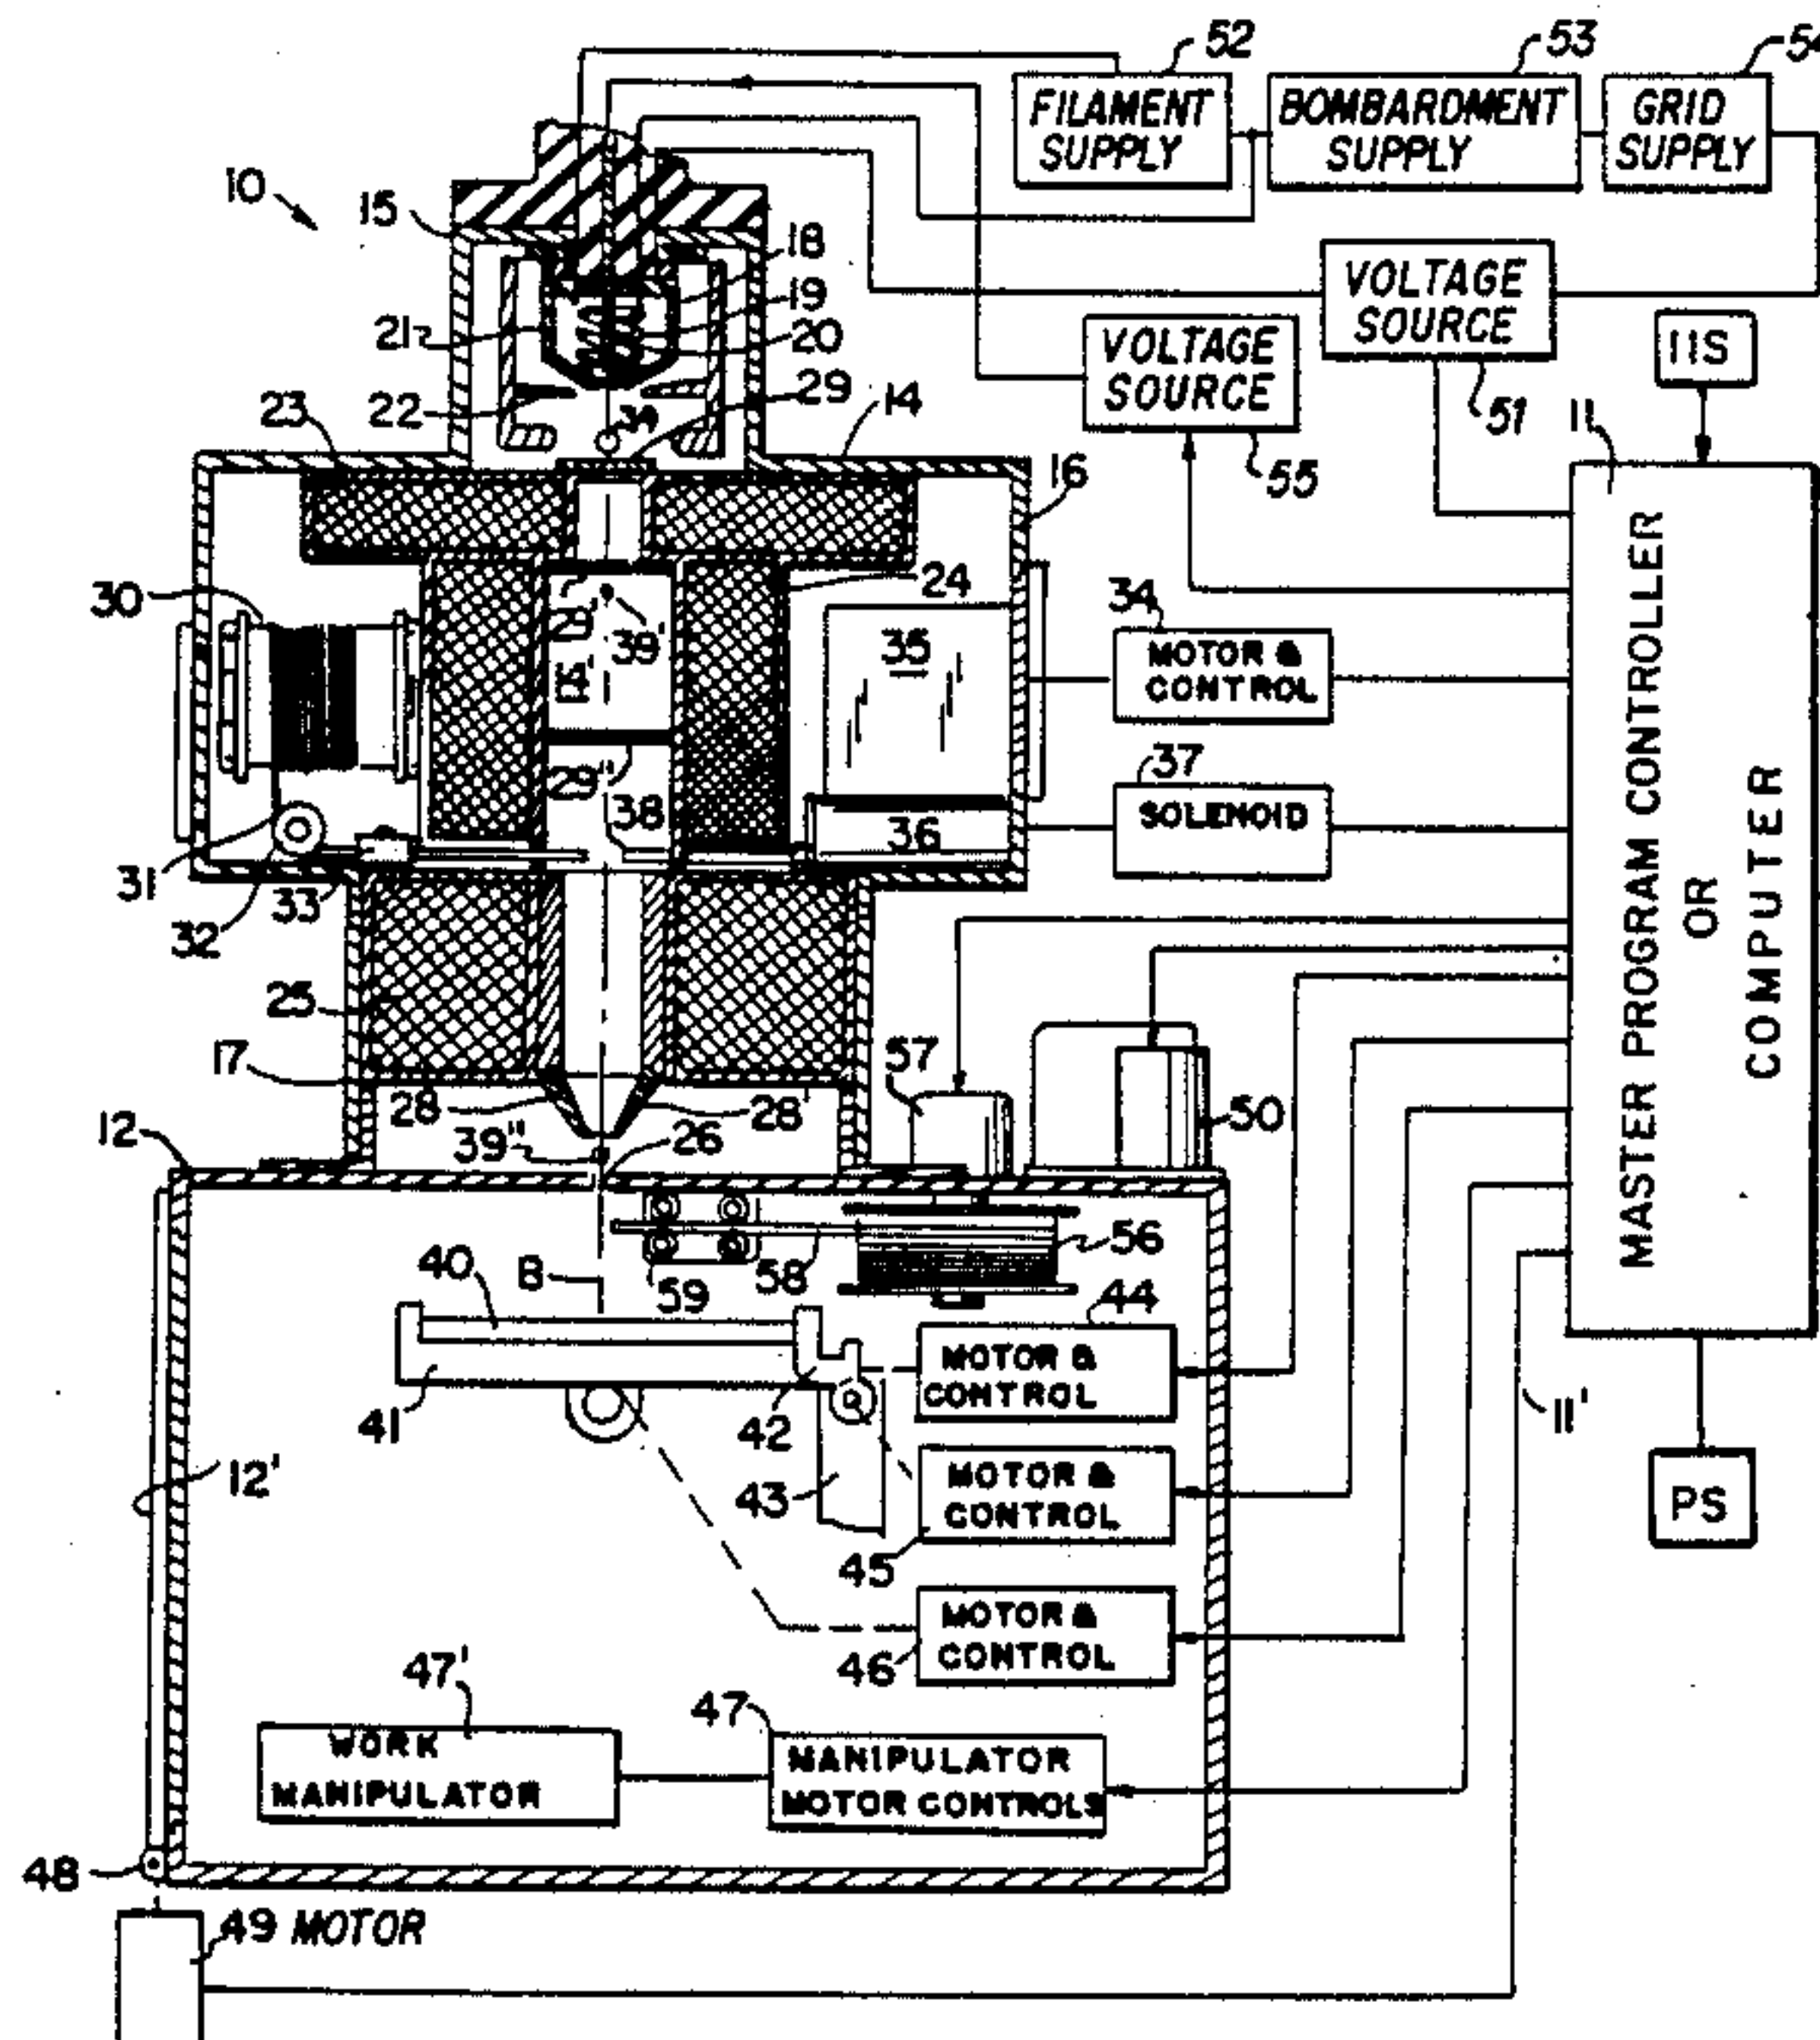 52
53
54
FILAMENT
SUPPLY
BOMBARDMENT
SUPPLY
GRID
SUPPLY
10
15
18
19
20
21
22
29
39
23
14
16
VOLTAGE
SOURCE
VOLTAGE
SOURCE
51
55
11S
11
30
24
29'
39'
14'
35
34
MOTOR &
CONTROL
29"
38
36
37
SOLENOID
31
32
33
MASTER PROGRAM CONTROLLER
OR
COMPUTER
25
17
28
28'
12
39"
26
57
50
40
B
59
58
56
44
MOTOR &
CONTROL
41
42
11'
12'
43
MOTOR &
CONTROL
45
PS
MOTOR &
CONTROL
46
47'
47
WORK
MANIPULATOR
MANIPULATOR
MOTOR CONTROLS
48
49 MOTOR